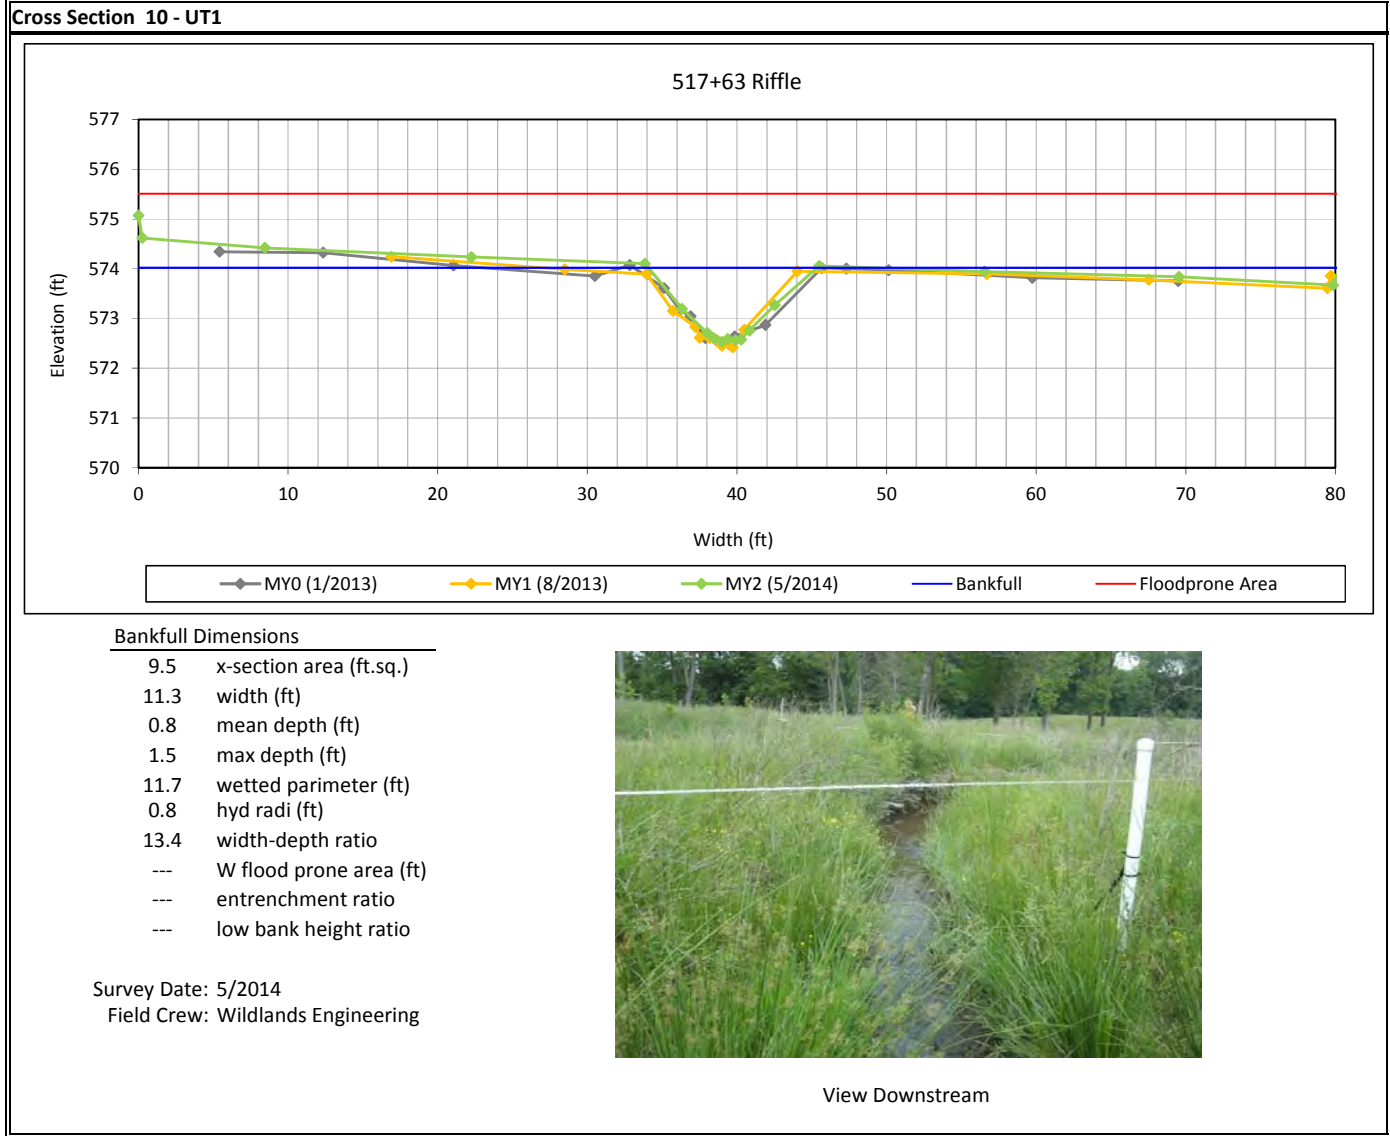 Cross Section 10 - UT1
517+63 Riffle
577
576
575
574
573
572
571
570
Elevation (ft)
0 10 20 30 40 50 60 70 80
Width (ft)
MY0 (1/2013) MY1 (8/2013) MY2 (5/2014) Bankfull Floodprone Area
Bankfull Dimensions
9.5 x-section area (ft.sq.)
11.3 width (ft)
0.8 mean depth (ft)
1.5 max depth (ft)
11.7 wetted parimeter (ft)
0.8 hyd radi (ft)
13.4 width-depth ratio
--- W flood prone area (ft)
--- entrenchment ratio
--- low bank height ratio
Survey Date: 5/2014
Field Crew: Wildlands Engineering
View Downstream